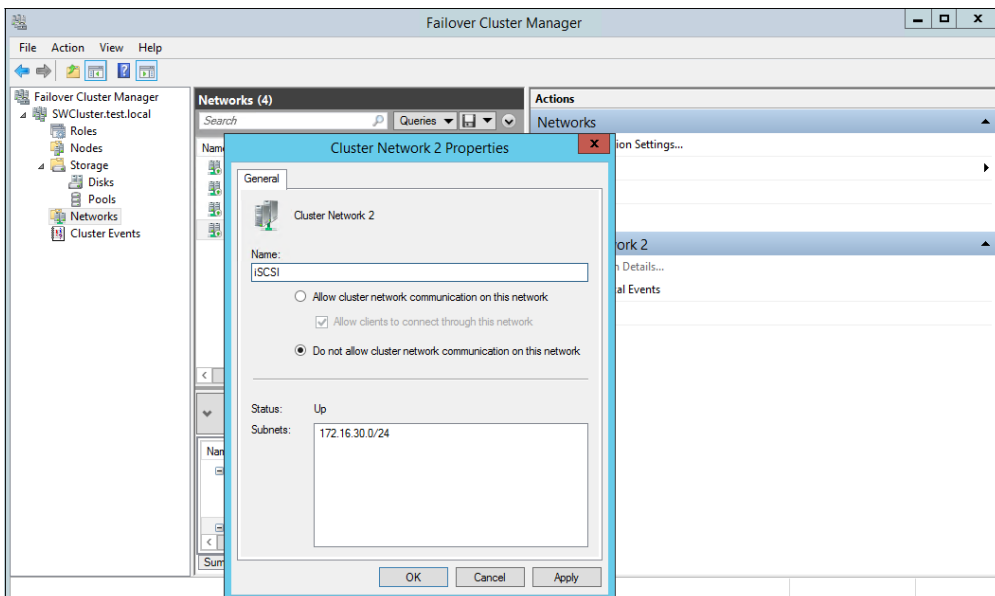 Failover Cluster Manager
File Action View Help
Failover Cluster Manager
SWCluster.test.local
Roles
Nodes
Storage
Disks
Pools
Networks
Cluster Events
Networks (4)
Search
Queries
Actions
Networks
ion Settings...
ork 2
n Details...
al Events
Cluster Network 2 Properties
General
Cluster Network 2
Name:
iSCSI
Allow cluster network communication on this network
Allow clients to connect through this network
Do not allow cluster network communication on this network
Status: Up
Subnets: 172.16.30.0/24
OK Cancel Apply
Nam
Nam
Sum